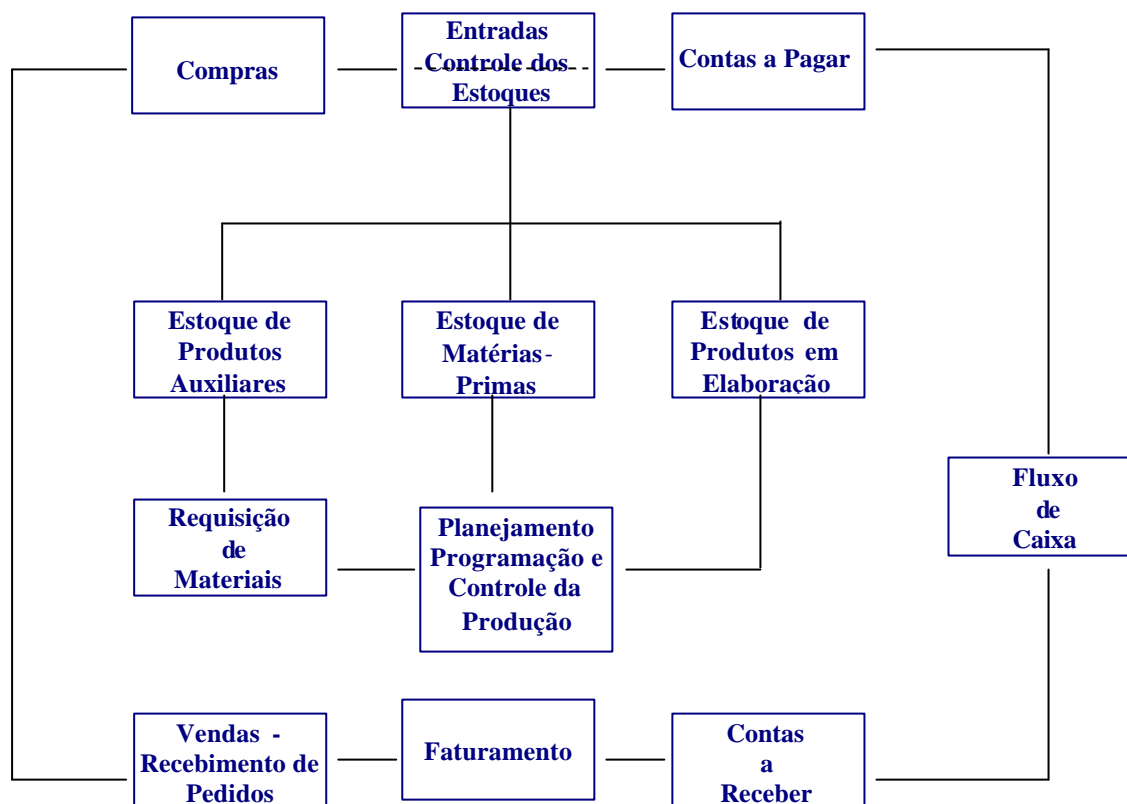 Compras
Entradas
Controle dos
Estoques
Contas a Pagar
Estoque de
Produtos
Auxiliares
Estoque de
Matérias-
Primas
Estoque de
Produtos em
Elaboração
Requisição
de
Materiais
Planejamento
Programação e
Controle da
Produção
Fluxo
de
Caixa
Vendas -
Recebimento de
Pedidos
Faturamento
Contas
a
Receber